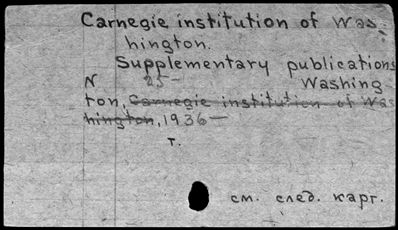 Carnegie institution of Was
hington.
Supplementary publications
N 25— Washing
ton, Carnegie institution of Was
hington, 1936—
т.
см. след. карт.